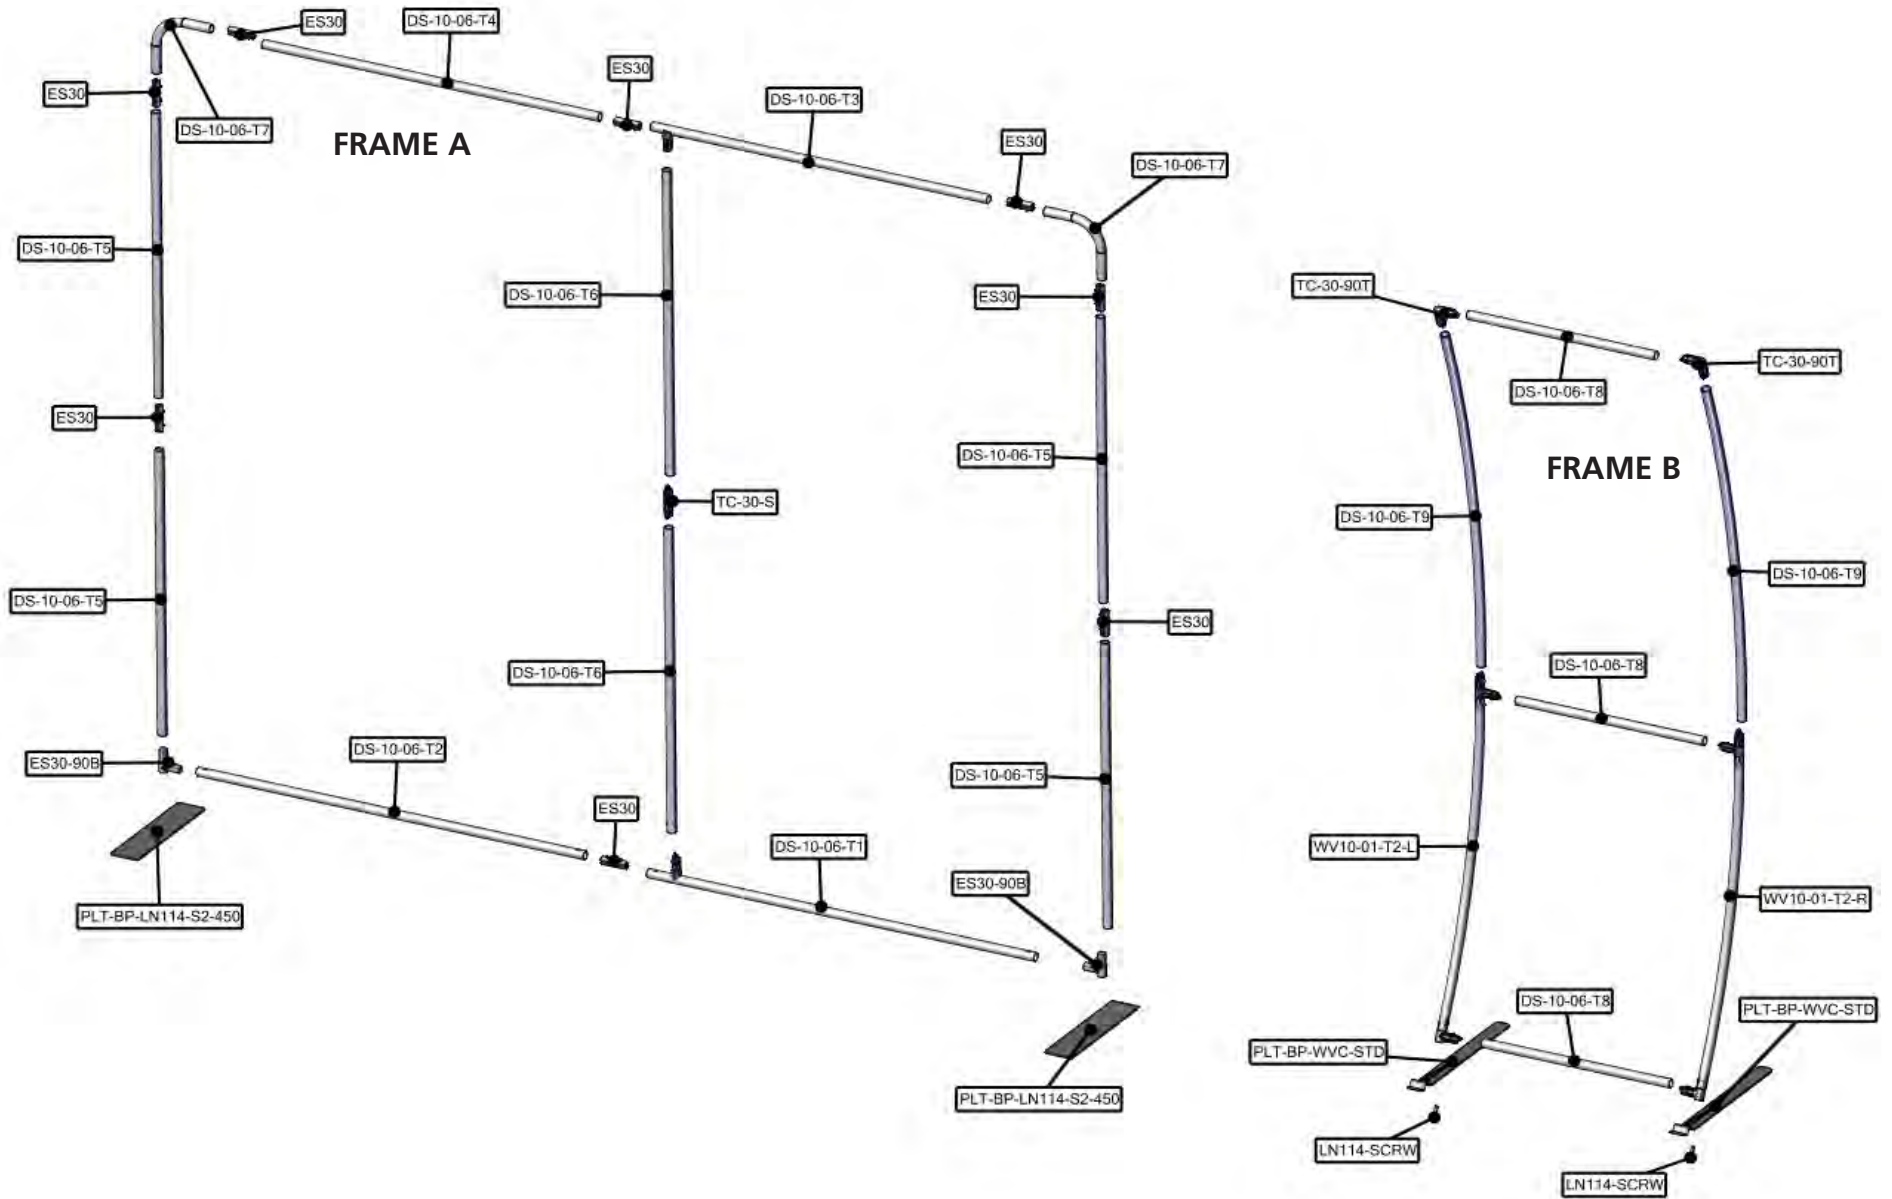 ES30
DS-10-06-T4
ES30
ES30
DS-10-06-T3
DS-10-06-T7
FRAME A
ES30
DS-10-06-T7
DS-10-06-T5
DS-10-06-T6
ES30
TC-30-90T
TC-30-90T
DS-10-06-T8
ES30
DS-10-06-T5
FRAME B
TC-30-S
DS-10-06-T9
DS-10-06-T9
DS-10-06-T5
ES30
DS-10-06-T6
DS-10-06-T8
ES30-90B
DS-10-06-T2
DS-10-06-T5
ES30
DS-10-06-T1
WV10-01-T2-L
ES30-90B
WV10-01-T2-R
PLT-BP-LN114-S2-450
DS-10-06-T8
PLT-BP-WVC-STD
PLT-BP-WVC-STD
PLT-BP-LN114-S2-450
LN114-SCRW
LN114-SCRW